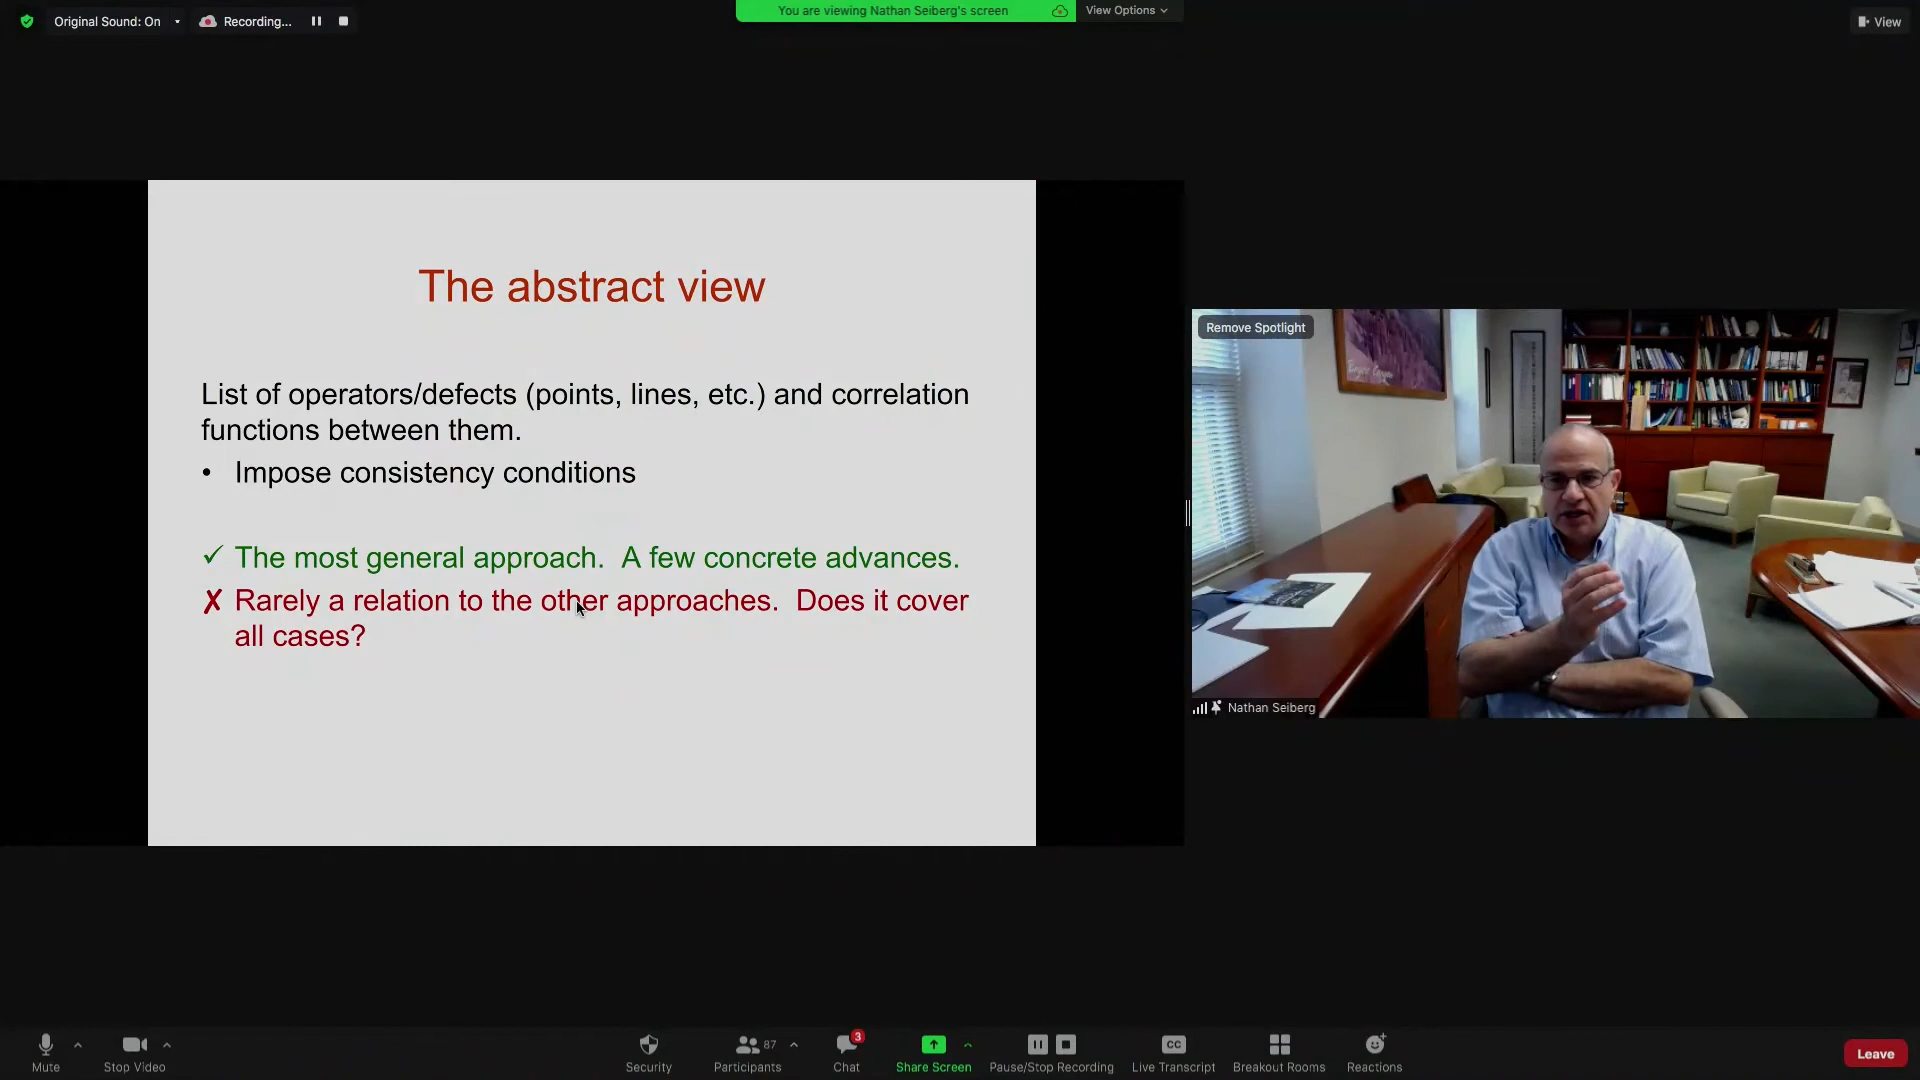 Original Sound: On
Recording...
You are viewing Nathan Seiberg's screen
View Options
View
The abstract view
List of operators/defects (points, lines, etc.) and correlation
functions between them.
• Impose consistency conditions
✓ The most general approach. A few concrete advances.
✗ Rarely a relation to the other approaches. Does it cover
all cases?
Remove Spotlight
Nathan Seiberg
Mute
Stop Video
Security
Participants
87
Chat
3
Share Screen
Pause/Stop Recording
CC
Live Transcript
Breakout Rooms
Reactions
Leave